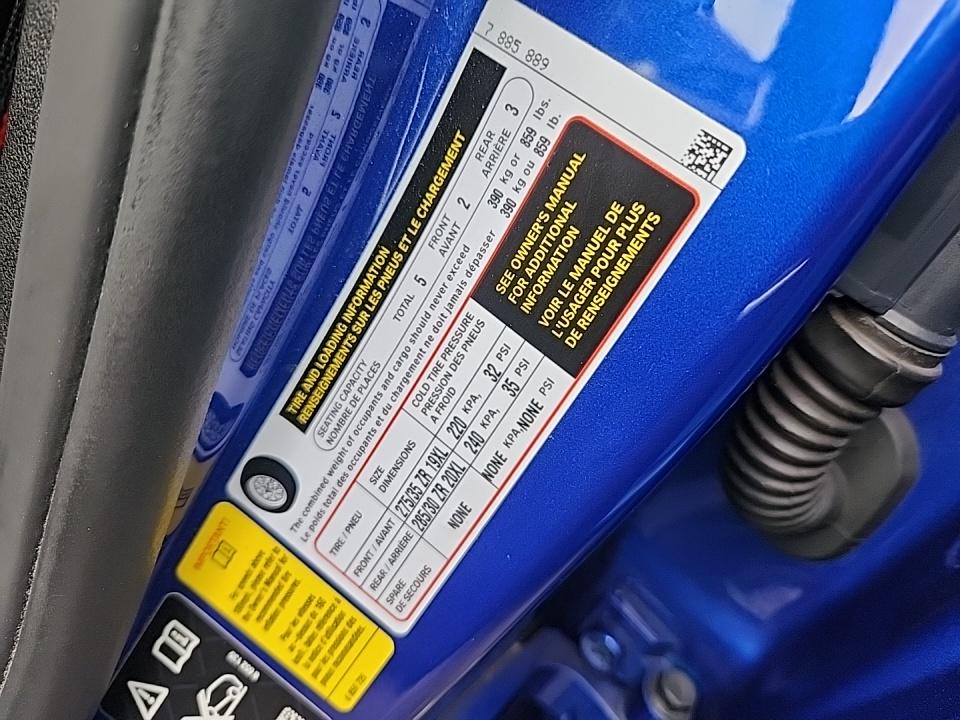 7 885 889
TIRE AND LOADING INFORMATION
RENSEIGNEMENTS SUR LES PNEUS ET LE CHARGEMENT
SEATING CAPACITY
NOMBRE DE PLACES
TOTAL 5
FRONT
AVANT 2
REAR
ARRIÈRE 3
The combined weight of occupants and cargo should never exceed 390 kg or 859 lbs.
Le poids total des occupants et du chargement ne doit jamais dépasser 390 kg ou 859 lb.
TIRE / PNEU
SIZE
DIMENSIONS
COLD TIRE PRESSURE
PRESSION DES PNEUS
A FROID
FRONT / AVANT 275/35 ZR 19XL 220 KPA, 32 PSI
REAR / ARRIÈRE 285/30 ZR 20XL 240 KPA, 35 PSI
SPARE
DE SECOURS NONE NONE KPA, NONE PSI
SEE OWNER'S MANUAL
FOR ADDITIONAL
INFORMATION
VOIR LE MANUEL DE
L'USAGER POUR PLUS
DE RENSEIGNEMENTS
IMPORTANT!